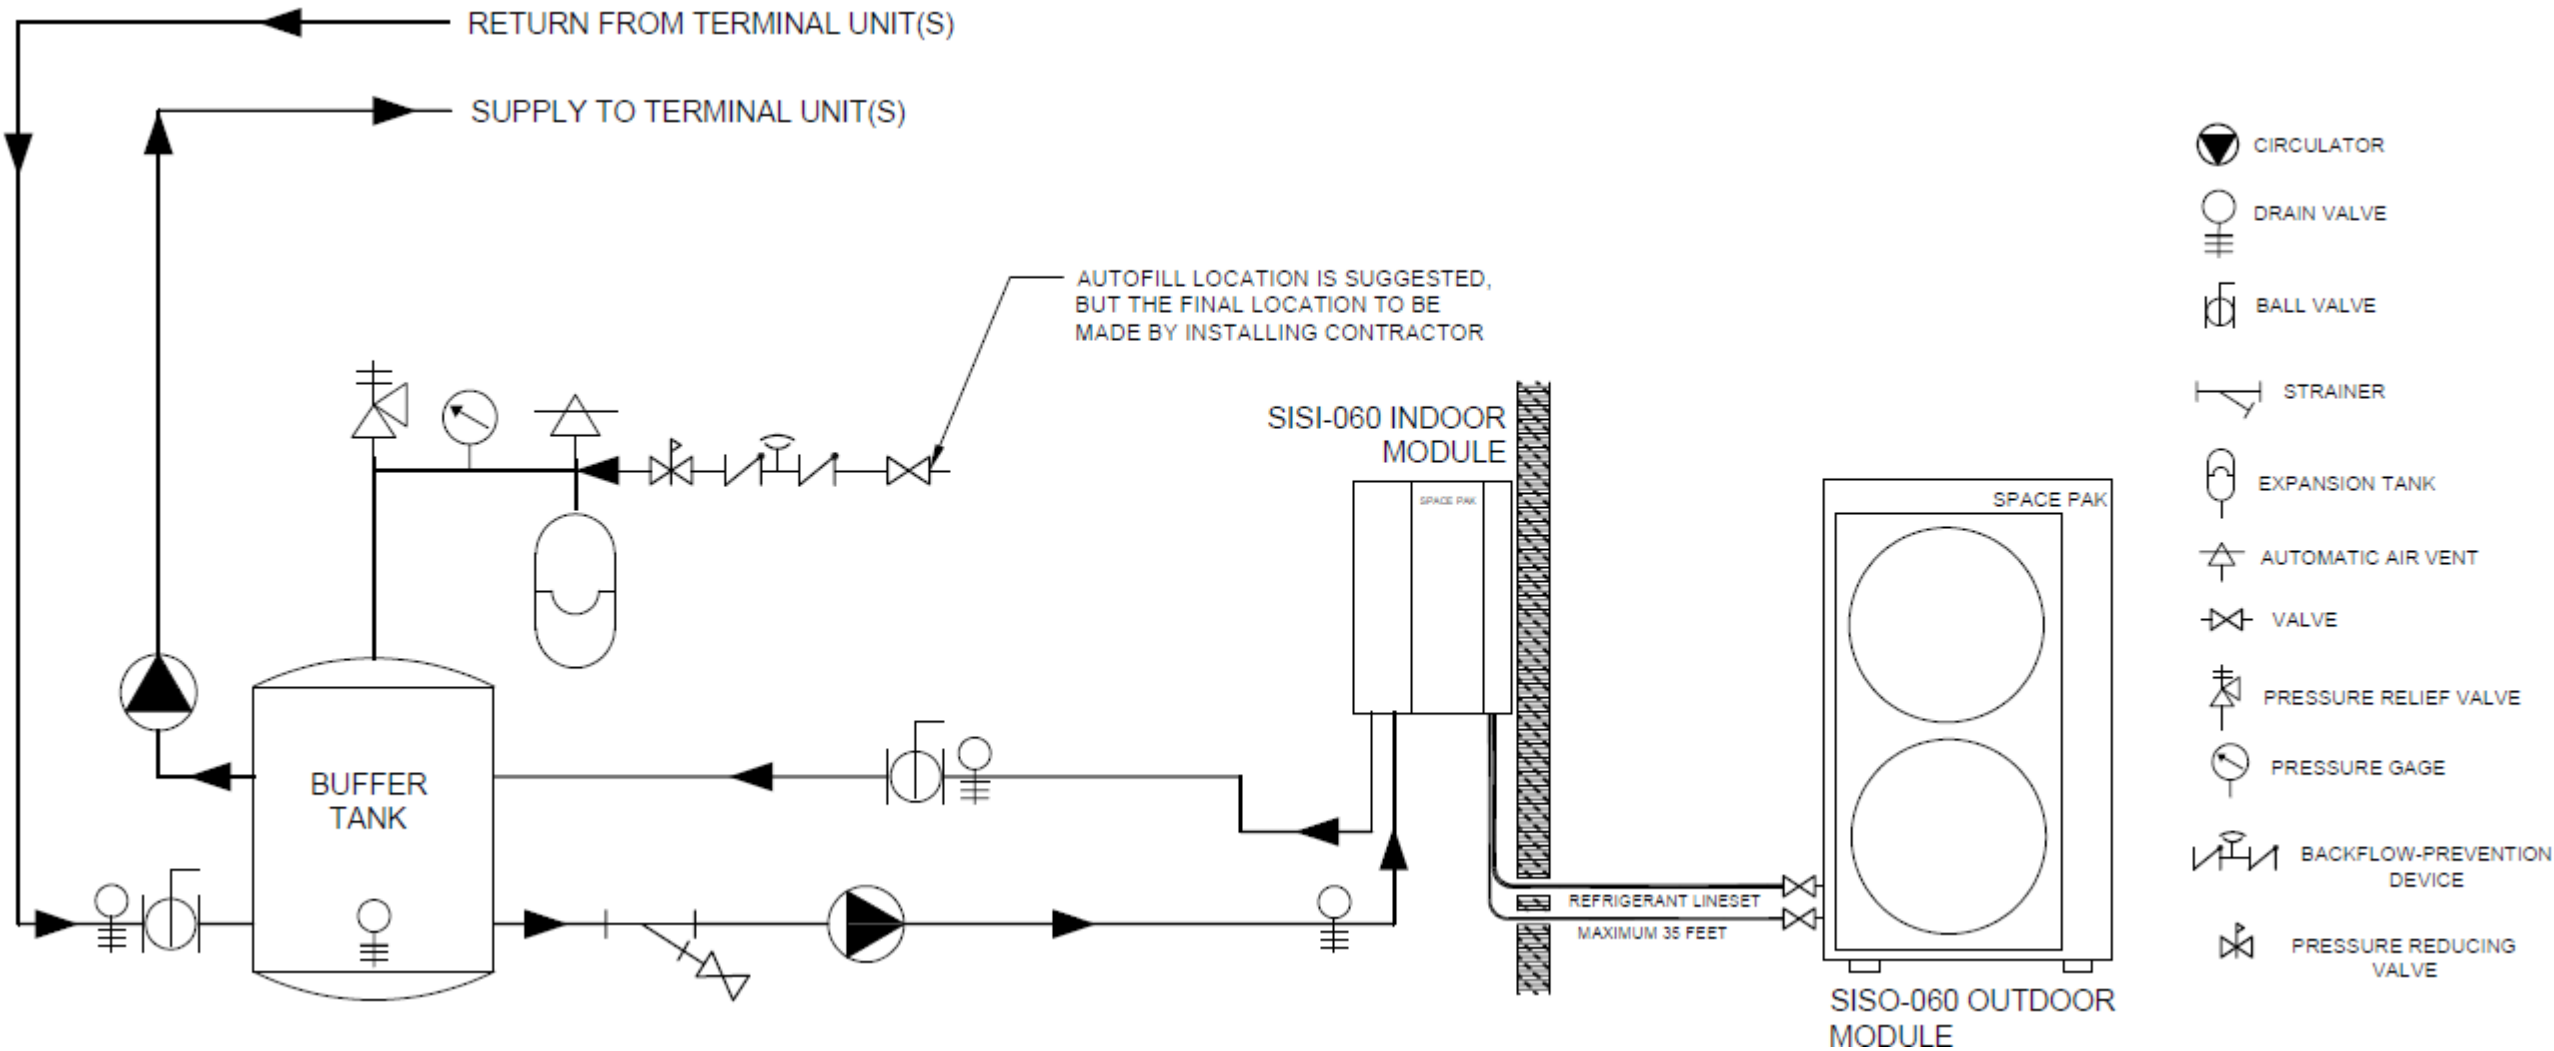 RETURN FROM TERMINAL UNIT(S)
SUPPLY TO TERMINAL UNIT(S)
AUTOFILL LOCATION IS SUGGESTED,
BUT THE FINAL LOCATION TO BE
MADE BY INSTALLING CONTRACTOR
SISI-060 INDOOR
MODULE
SPACE PAK
SPACE PAK
BUFFER
TANK
REFRIGERANT LINESET
MAXIMUM 35 FEET
SISO-060 OUTDOOR
MODULE
CIRCULATOR
DRAIN VALVE
BALL VALVE
STRAINER
EXPANSION TANK
AUTOMATIC AIR VENT
VALVE
PRESSURE RELIEF VALVE
PRESSURE GAGE
BACKFLOW-PREVENTION
DEVICE
PRESSURE REDUCING
VALVE